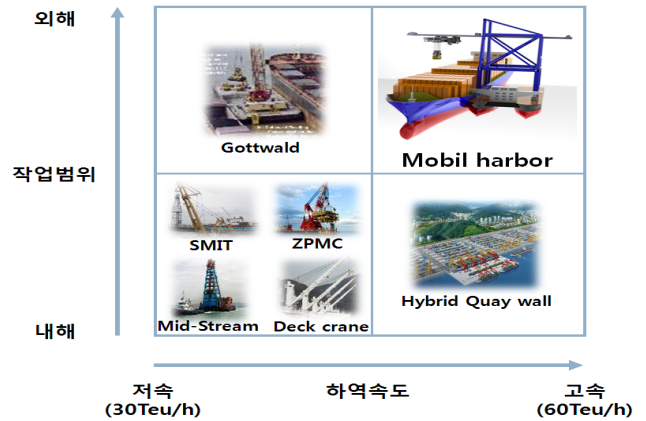 외해
작업범위
내해
Gottwald
Mobil harbor
SMIT
ZPMC
Mid-Stream
Deck crane
Hybrid Quay wall
저속
(30Teu/h)
하역속도
고속
(60Teu/h)